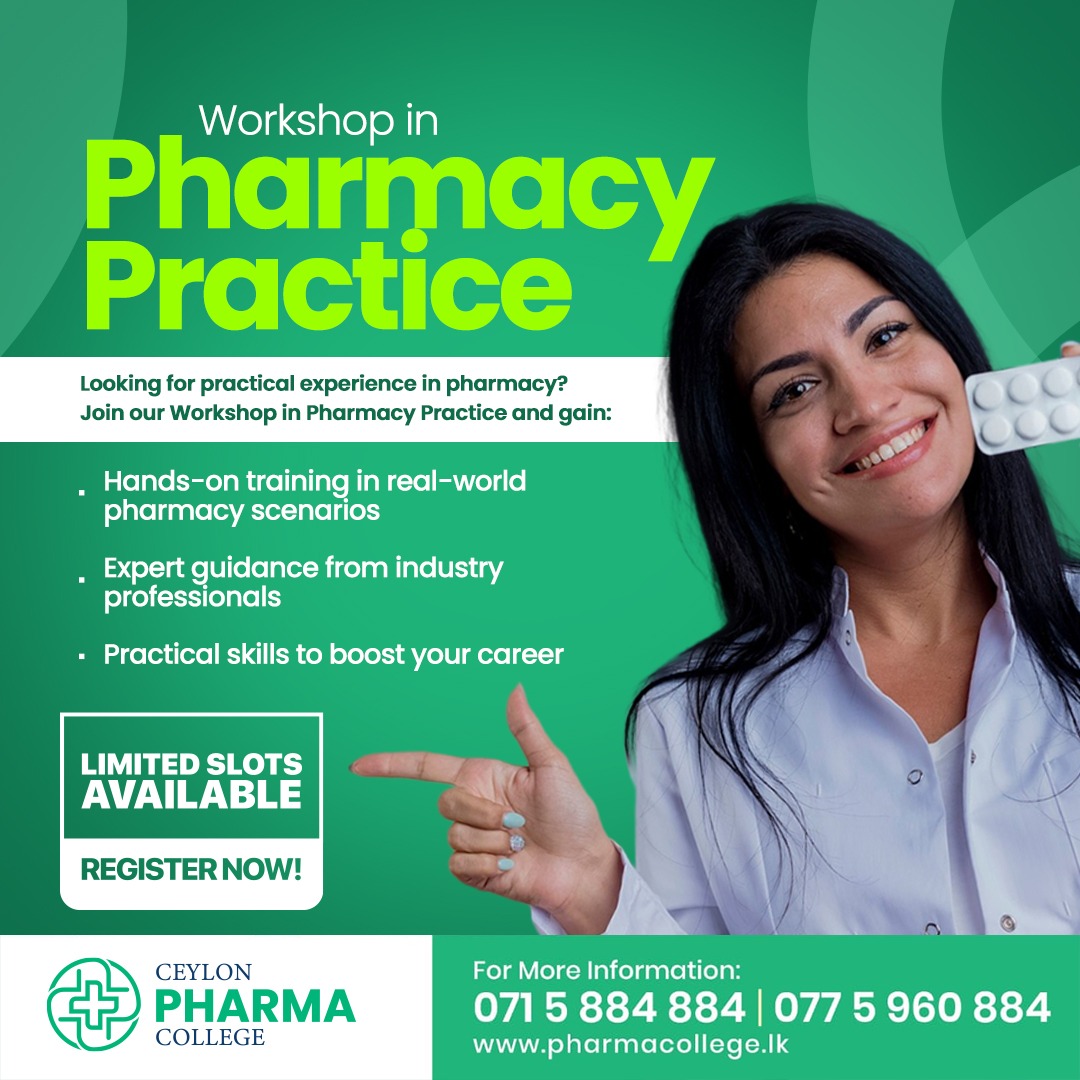 Workshop in
Pharmacy
Practice
Looking for practical experience in pharmacy?
Join our Workshop in Pharmacy Practice and gain:
· Hands-on training in real-world
pharmacy scenarios
· Expert guidance from industry
professionals
· Practical skills to boost your career
LIMITED SLOTS
AVAILABLE
REGISTER NOW!
CEYLON
PHARMA
COLLEGE
For More Information:
071 5 884 884 | 077 5 960 884
www.pharmacollege.lk